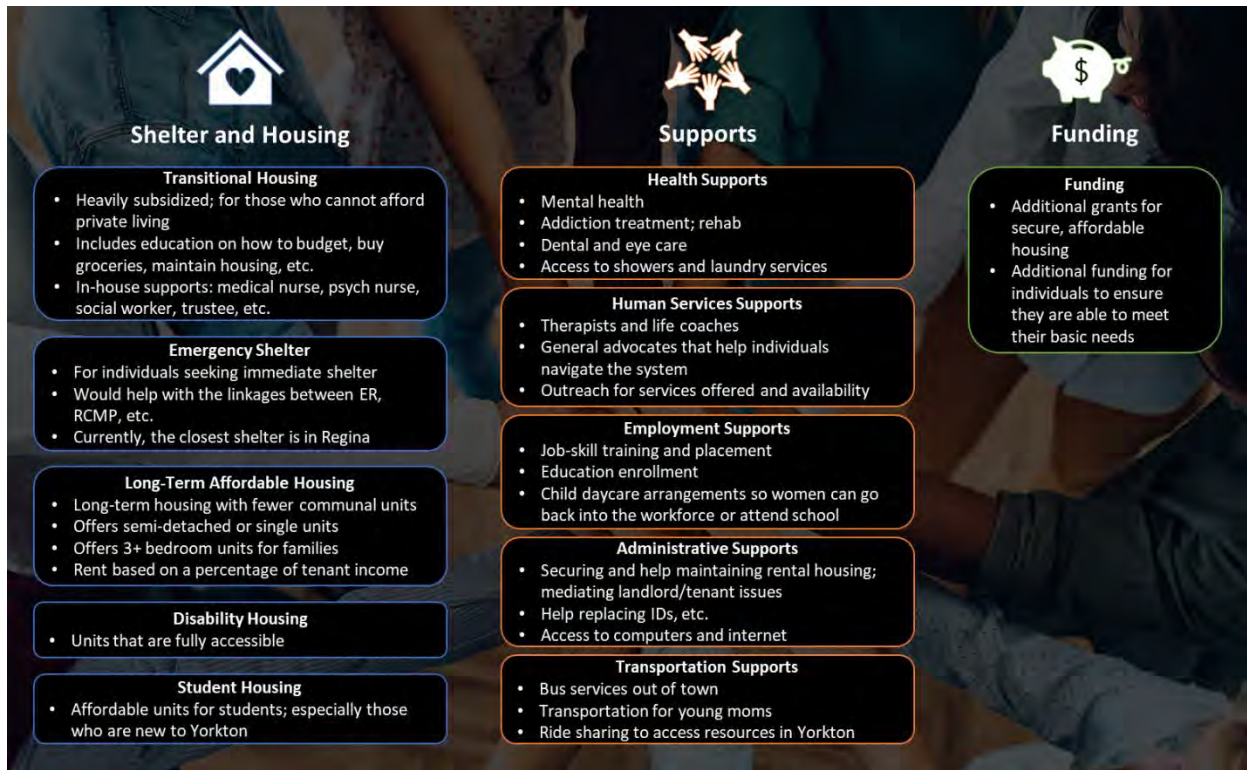 Shelter and Housing
Transitional Housing
• Heavily subsidized; for those who cannot afford
private living
• Includes education on how to budget, buy
groceries, maintain housing, etc.
• In-house supports: medical nurse, psych nurse,
social worker, trustee, etc.
Emergency Shelter
• For individuals seeking immediate shelter
• Would help with the linkages between ER,
RCMP, etc.
• Currently, the closest shelter is in Regina
Long-Term Affordable Housing
• Long-term housing with fewer communal units
• Offers semi-detached or single units
• Offers 3+ bedroom units for families
• Rent based on a percentage of tenant income
Disability Housing
• Units that are fully accessible
Student Housing
• Affordable units for students; especially those
who are new to Yorkton
Supports
Health Supports
• Mental health
• Addiction treatment; rehab
• Dental and eye care
• Access to showers and laundry services
Human Services Supports
• Therapists and life coaches
• General advocates that help individuals
navigate the system
• Outreach for services offered and availability
Employment Supports
• Job-skill training and placement
• Education enrollment
• Child daycare arrangements so women can go
back into the workforce or attend school
Administrative Supports
• Securing and help maintaining rental housing;
mediating landlord/tenant issues
• Help replacing IDs, etc.
• Access to computers and internet
Transportation Supports
• Bus services out of town
• Transportation for young moms
• Ride sharing to access resources in Yorkton
$
Funding
Funding
• Additional grants for
secure, affordable
housing
• Additional funding for
individuals to ensure
they are able to meet
their basic needs